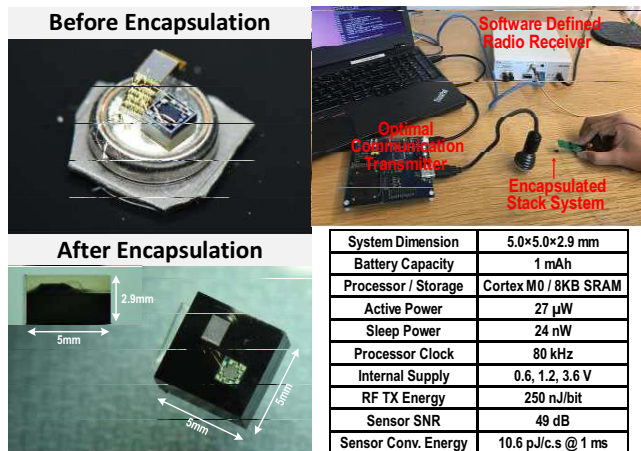 Before Encapsulation
Software Defined
Radio Receiver
Optimal
Communication
Transmitter
Encapsulated
Stack System
ThinkPad
After Encapsulation
2.9mm
5mm
5mm
5mm
System Dimension 5.0×5.0×2.9 mm
Battery Capacity 1 mAh
Processor / Storage Cortex M0 / 8KB SRAM
Active Power 27 μW
Sleep Power 24 nW
Processor Clock 80 kHz
Internal Supply 0.6, 1.2, 3.6 V
RF TX Energy 250 nJ/bit
Sensor SNR 49 dB
Sensor Conv. Energy 10.6 pJ/c.s @ 1 ms